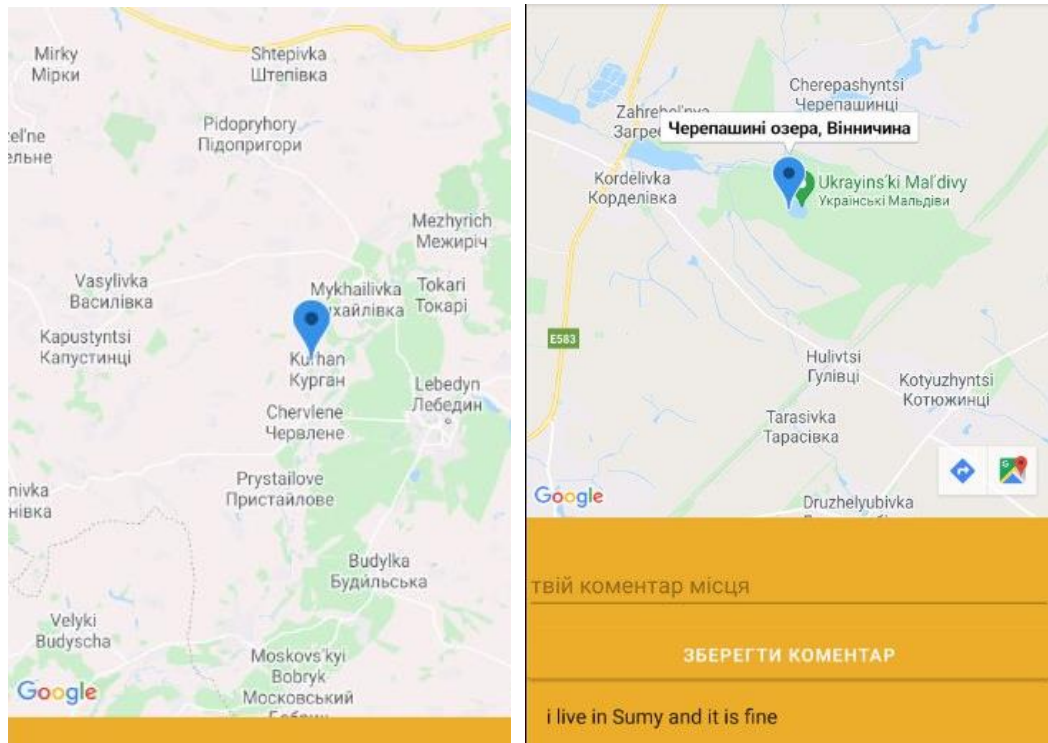 Mirky
Мірки
Shtepivka
Штепівка
Pidopryhory
Підопригори
Mezhyrich
Межиріч
Vasylivka
Василівка
Mykhailivka
Tokari
Токарі
Kapustyntsi
Капустинці
Kurhan
Курган
Lebedyn
Лебедин
Chervlene
Червлене
Prystailove
Пристайлове
Budylka
Будильська
Velyki
Budyscha
Moskovs'kyi
Bobryk
Московський
Google
Cherepashyntsi
Черепашинці
Черепашині озера, Вінничина
Kordelivka
Корделівка
Ukrayins'ki Mal'divy
Українські Мальдіви
E583
Hulivtsi
Гулівці
Kotyuzhyntsi
Котюжинці
Tarasivka
Тарасівка
Google
Druzhelyubivka
твій коментар місця
ЗБЕРЕГТИ КОМЕНТАР
i live in Sumy and it is fine